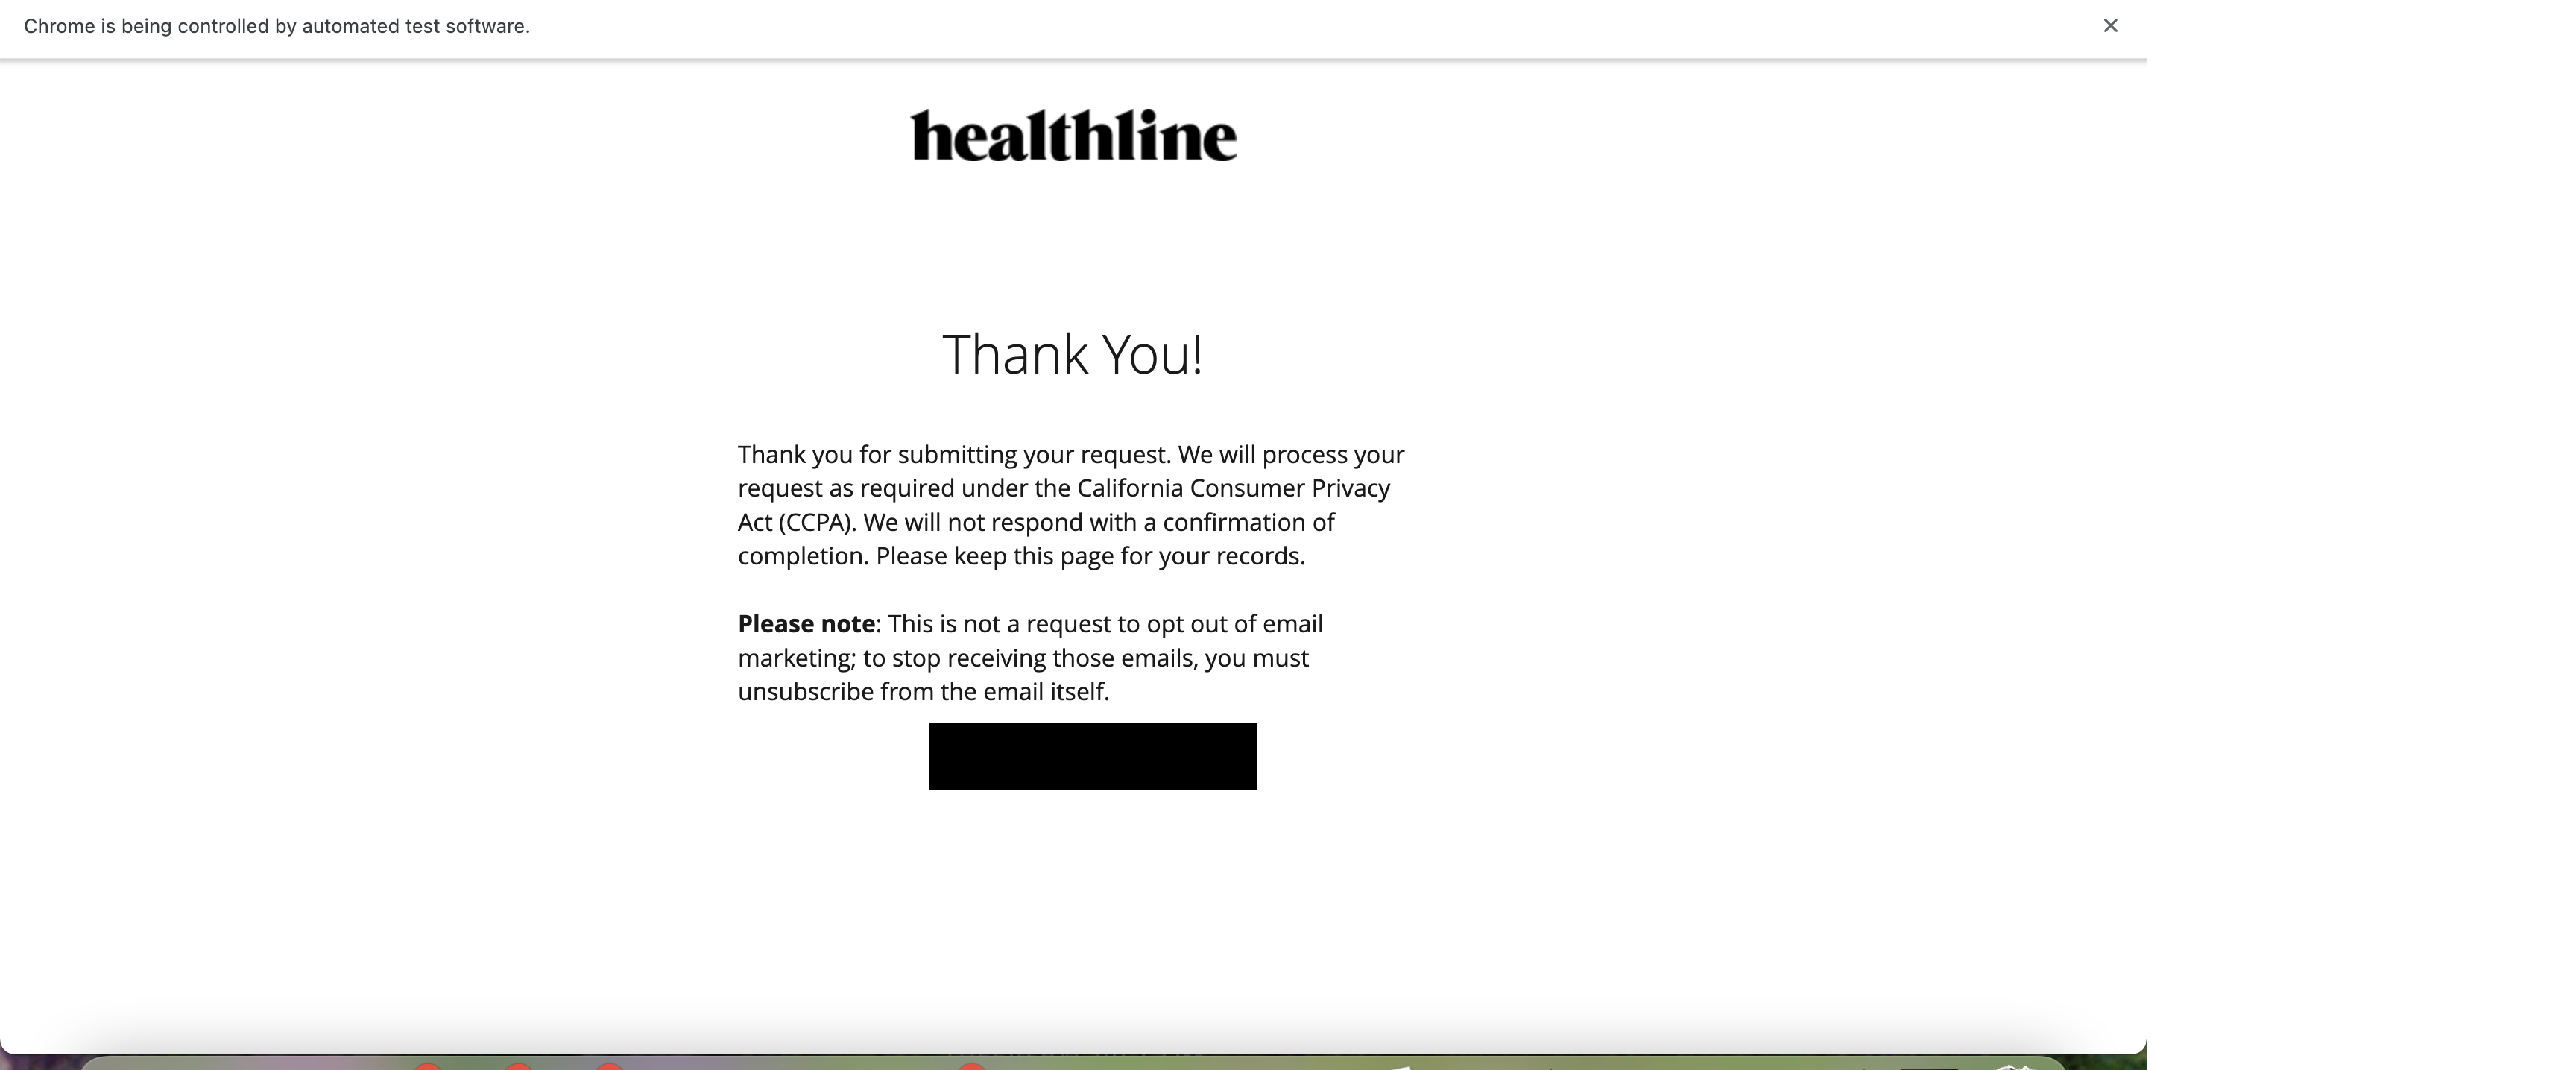 Chrome is being controlled by automated test software.
healthline
Thank You!
Thank you for submitting your request. We will process your
request as required under the California Consumer Privacy
Act (CCPA). We will not respond with a confirmation of
completion. Please keep this page for your records.
Please note: This is not a request to opt out of email
marketing; to stop receiving those emails, you must
unsubscribe from the email itself.